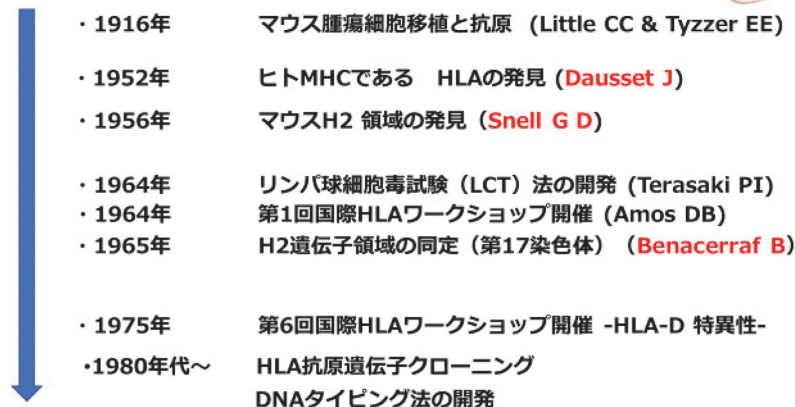 ・1916年 マウス腫瘍細胞移植と抗原 (Little CC & Tyzzer EE)
・1952年 ヒトMHCである HLAの発見 (Dausset J)
・1956年 マウスH2 領域の発見（Snell G D)
・1964年 リンパ球細胞毒試験（LCT）法の開発 (Terasaki PI)
・1964年 第1回国際HLAワークショップ開催 (Amos DB)
・1965年 H2遺伝子領域の同定（第17染色体）（Benacerraf B）
・1975年 第6回国際HLAワークショップ開催 -HLA-D 特異性-
・1980年代～ HLA抗原遺伝子クローニング
DNAタイピング法の開発